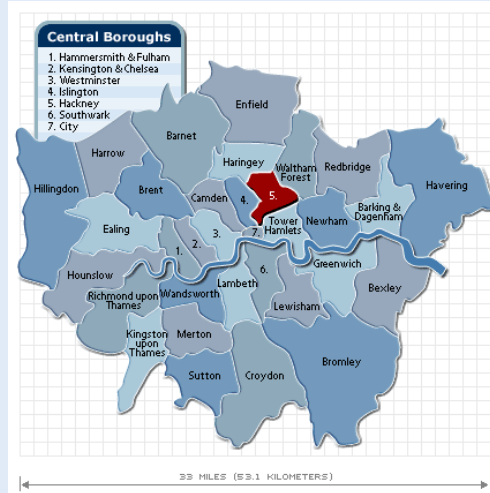 Central Boroughs
1. Hammersmith & Fulham
2. Kensington & Chelsea
3. Westminster
4. Islington
5. Hackney
6. Southwark
7. City
Enfield
Barnet
Harrow
Haringey
Waltham
Forest
Redbridge
Hillingdon
Brent
Camden
4.
5.
Havering
Barking &
Dagenham
Ealing
1.
2.
3.
7.
Tower
Hamlets
Newham
Hounslow
Richmond upon
Thames
Wandsworth
Lambeth
6.
Greenwich
Bexley
Lewisham
Kingston
upon
Thames
Merton
Sutton
Croydon
Bromley
33 MILES (53.1 KILOMETERS)